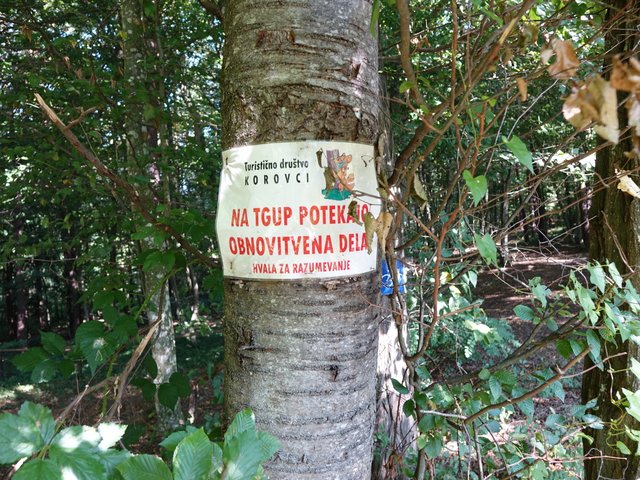 Turistično društvo
KOROVCI
NA TGUP POTEKAJO
OBNOVITVENA DELA
HVALA ZA RAZUMEVANJE